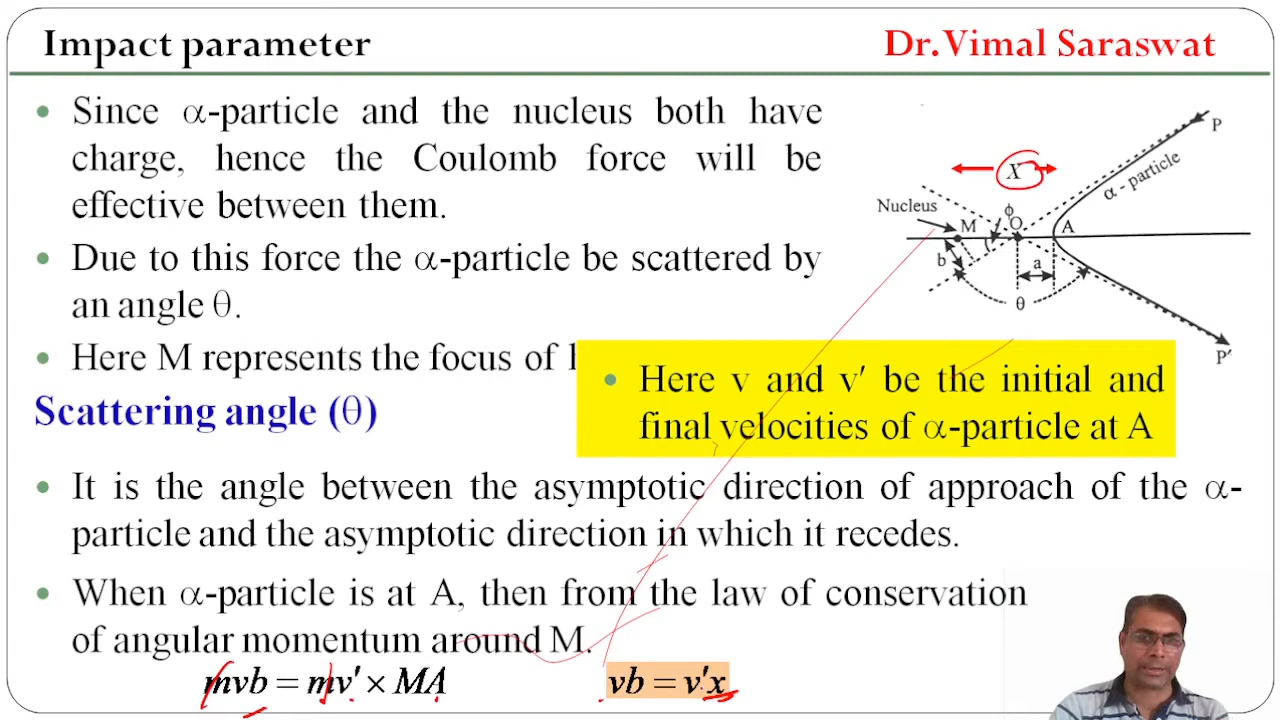 Impact parameter
Dr. Vimal Saraswat
• Since α-particle and the nucleus both have
charge, hence the Coulomb force will be
effective between them.
• Due to this force the α-particle be scattered by
an angle θ.
• Here M represents the focus of
Scattering angle (θ)
P
α - particle
X
Nucleus
M
ϕ
O
A
b
a
θ
P′
• Here v and v′ be the initial and
final velocities of α-particle at A
• It is the angle between the asymptotic direction of approach of the α-
particle and the asymptotic direction in which it recedes.
• When α-particle is at A, then from the law of conservation
of angular momentum around M.
mvb = mv′ × MA
vb = v′x